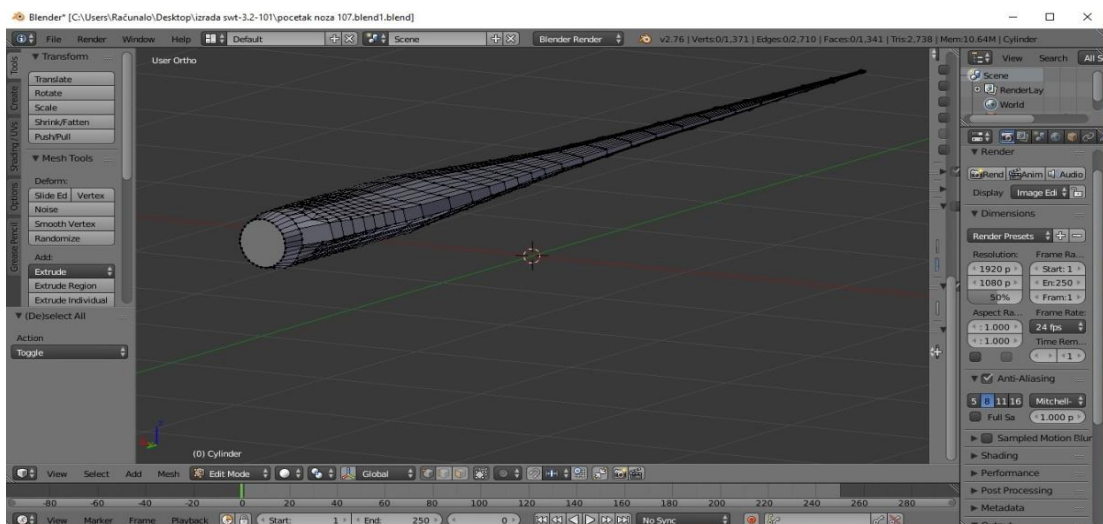 Blender* [C:\Users\Računalo\Desktop\izrada swt-3.2-101\pocetak noza 107.blend1.blend]
File Render Window Help Default Scene Blender Render v2.76 | Verts:0/1,371 | Edges:0/2,710 | Faces:0/1,341 | Tris:2,738 | Mem:10.64M | Cylinder
Tools
Create
Shading / UVs
Options
Grease Pencil
Transform
Translate
Rotate
Scale
Shrink/Fatten
Push/Pull
Mesh Tools
Deform:
Slide Ed Vertex
Noise
Smooth Vertex
Randomize
Add:
Extrude
Extrude Region
Extrude Individual
(De)select All
Action
Toggle
User Ortho
(0) Cylinder
View Search All S
Scene
RenderLay
World
Render
Rend Anim Audio
Display Image Edi
Dimensions
Render Presets
Resolution: Frame Ra...
1920 p Start: 1
1080 p En:250
50% Fram:1
Aspect Ra... Frame Rate:
: 1.000 24 fps
: 1.000 Time Rem...
1
Anti-Aliasing
5 8 11 16 Mitchell-
Full Sa 1.000 p
Sampled Motion Blur
Shading
Performance
Post Processing
Metadata
View Select Add Mesh Edit Mode Global
-80 -60 -40 -20 0 20 40 60 80 100 120 140 160 180 200 220 240 260 280
View Marker Frame Playback Start: 1 End: 250 0 No Sync